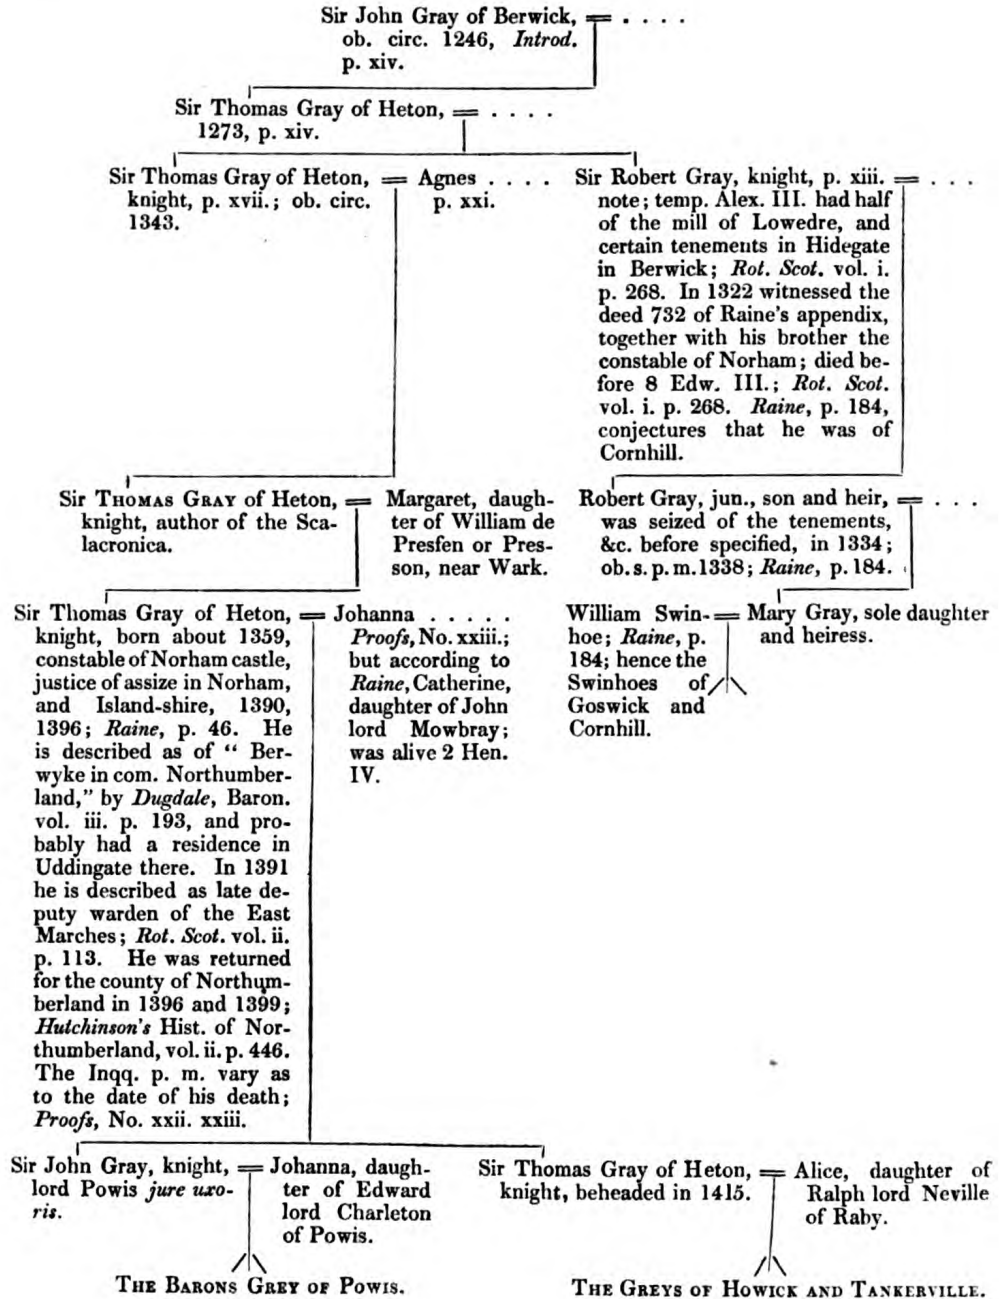 Sir John Gray of Berwick, = . . . .
ob. circ. 1246, Introd.
p. xiv.
Sir Thomas Gray of Heton, = . . . .
1273, p. xiv.
Sir Thomas Gray of Heton, =
knight, p. xvii.; ob. circ.
1343.
Agnes . . . .
p. xxi.
Sir Robert Gray, knight, p. xiii. = . . .
note; temp. Alex. III. had half
of the mill of Lowedre, and
certain tenements in Hidegate
in Berwick; Rot. Scot. vol. i.
p. 268. In 1322 witnessed the
deed 732 of Raine's appendix,
together with his brother the
constable of Norham; died be-
fore 8 Edw. III.; Rot. Scot.
vol. i. p. 268. Raine, p. 184,
conjectures that he was of
Cornhill.
Sir Thomas Gray of Heton, =
knight, author of the Sca-
lacronica.
Margaret, daugh-
ter of William de
Presfen or Pres-
son, near Wark.
Robert Gray, jun., son and heir, = . . .
was seized of the tenements,
&c. before specified, in 1334;
ob. s. p. m. 1338; Raine, p. 184.
Sir Thomas Gray of Heton, =
knight, born about 1359,
constable of Norham castle,
justice of assize in Norham,
and Island-shire, 1390,
1396; Raine, p. 46. He
is described as of “ Ber-
wyke in com. Northumber-
land,” by Dugdale, Baron.
vol. iii. p. 193, and pro-
bably had a residence in
Uddingate there. In 1391
he is described as late de-
puty warden of the East
Marches; Rot. Scot. vol. ii.
p. 113. He was returned
for the county of Northum-
berland in 1396 and 1399;
Hutchinson's Hist. of Nor-
thumberland, vol. ii. p. 446.
The Inqq. p. m. vary as
to the date of his death;
Proofs, No. xxii. xxiii.
Johanna . . . . .
Proofs, No. xxiii.;
but according to
Raine, Catherine,
daughter of John
lord Mowbray;
was alive 2 Hen.
IV.
William Swin- =
hoe; Raine, p.
184; hence the
Swinhoes of
Goswick and
Cornhill.
Mary Gray, sole daughter
and heiress.
Sir John Gray, knight, =
lord Powis jure uxo-
ris.
Johanna, daugh-
ter of Edward
lord Charleton
of Powis.
Sir Thomas Gray of Heton, =
knight, beheaded in 1415.
Alice, daughter of
Ralph lord Neville
of Raby.
The Barons Grey of Powis.
The Greys of Howick and Tankerville.